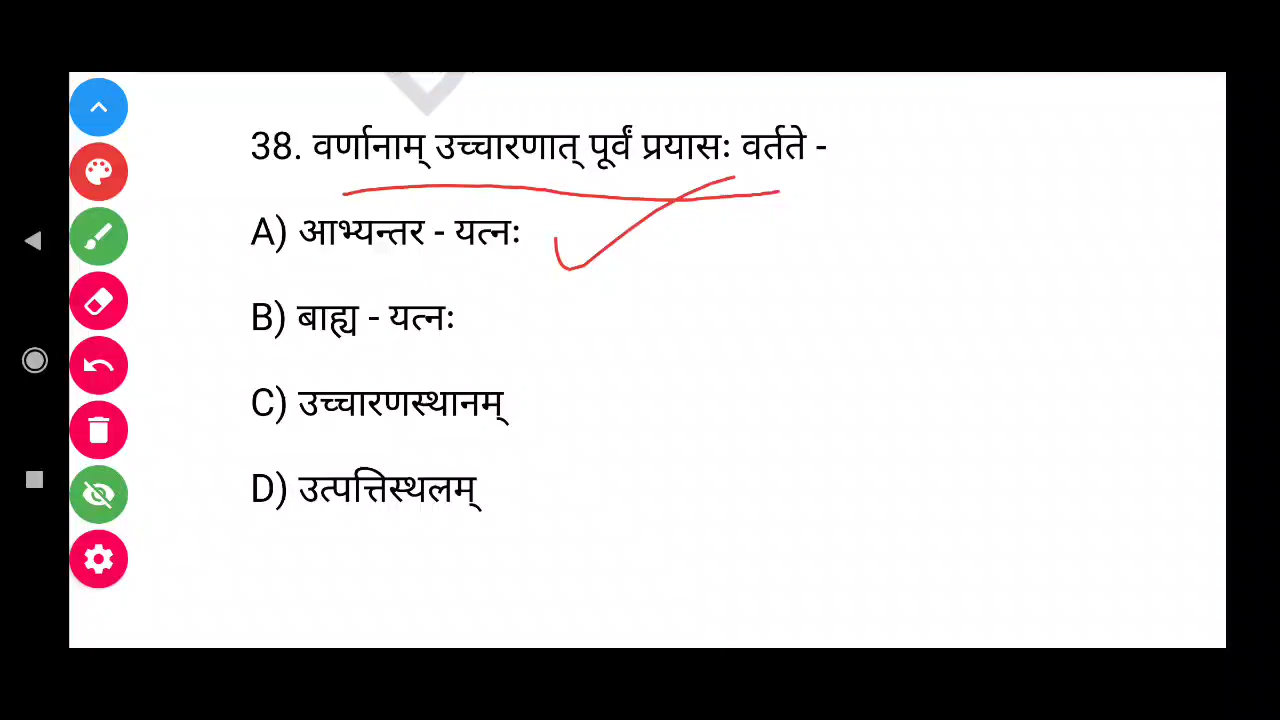 38. वर्णानाम् उच्चारणात् पूर्वं प्रयासः वर्तते -
A) आभ्यन्तर - यत्नः
B) बाह्य - यत्नः
C) उच्चारणस्थानम्
D) उत्पत्तिस्थलम्